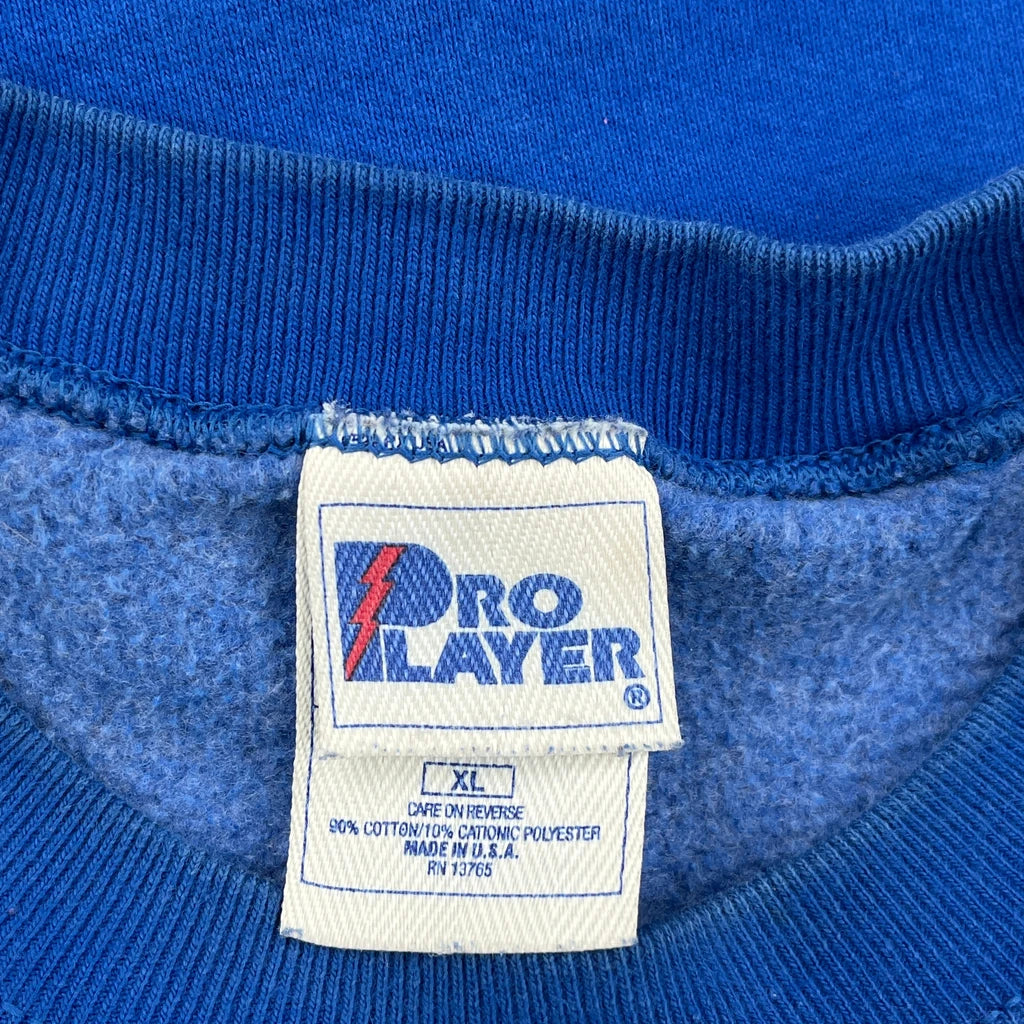 PRO
PLAYER
®
XL
CARE ON REVERSE
90% COTTON/10% CATIONIC POLYESTER
MADE IN U.S.A.
RN 13765